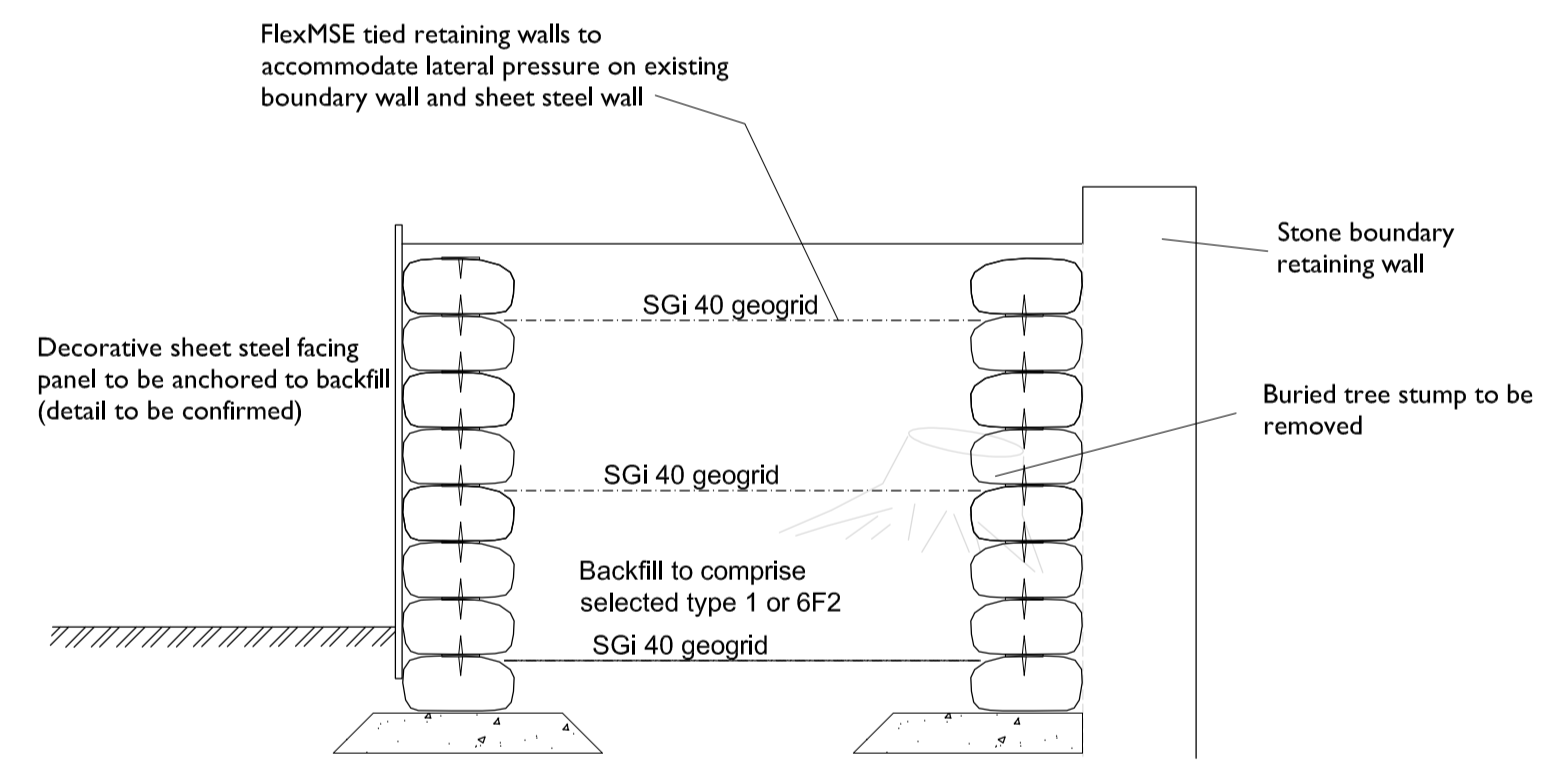 FlexMSE tied retaining walls to
accommodate lateral pressure on existing
boundary wall and sheet steel wall
Stone boundary
retaining wall
SGi 40 geogrid
Decorative sheet steel facing
panel to be anchored to backfill
(detail to be confirmed)
Buried tree stump to be
removed
SGi 40 geogrid
Backfill to comprise
selected type 1 or 6F2
SGi 40 geogrid